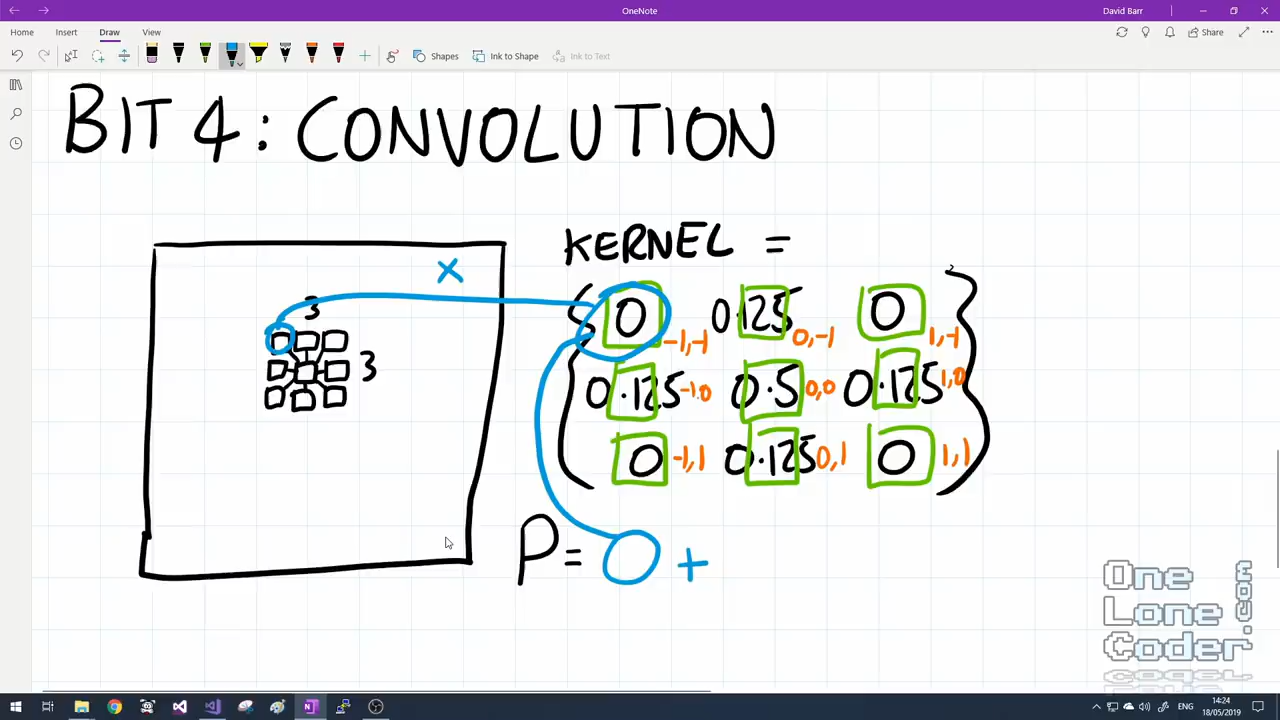 OneNote
David Barr
Home Insert Draw View
Share
Shapes Ink to Shape Ink to Text
BIT 4: CONVOLUTION
KERNEL =
X
3
3
0 -1,-1 0.125 0,-1 0 1,-1
0.125 -1,0 0.5 0,0 0.125 1,0
0 -1,1 0.125 0,1 0 1,1
P = O +
One
Lone
Coder
.com
ENG
14:24
18/05/2019